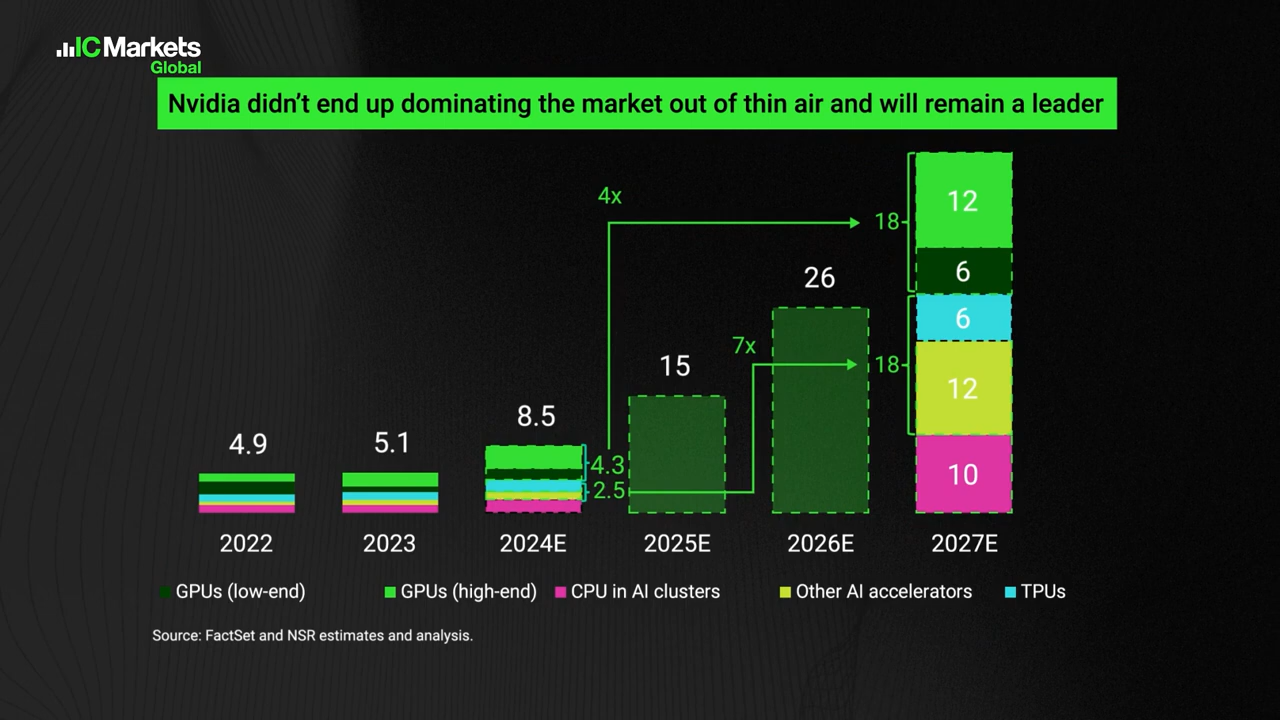 IC Markets
Global
Nvidia didn't end up dominating the market out of thin air and will remain a leader
4x
18
12
6
26
7x
6
15
18
12
8.5
4.9
5.1
4.3
2.5
10
2022
2023
2024E
2025E
2026E
2027E
GPUs (low-end)
GPUs (high-end)
CPU in AI clusters
Other AI accelerators
TPUs
Source: FactSet and NSR estimates and analysis.